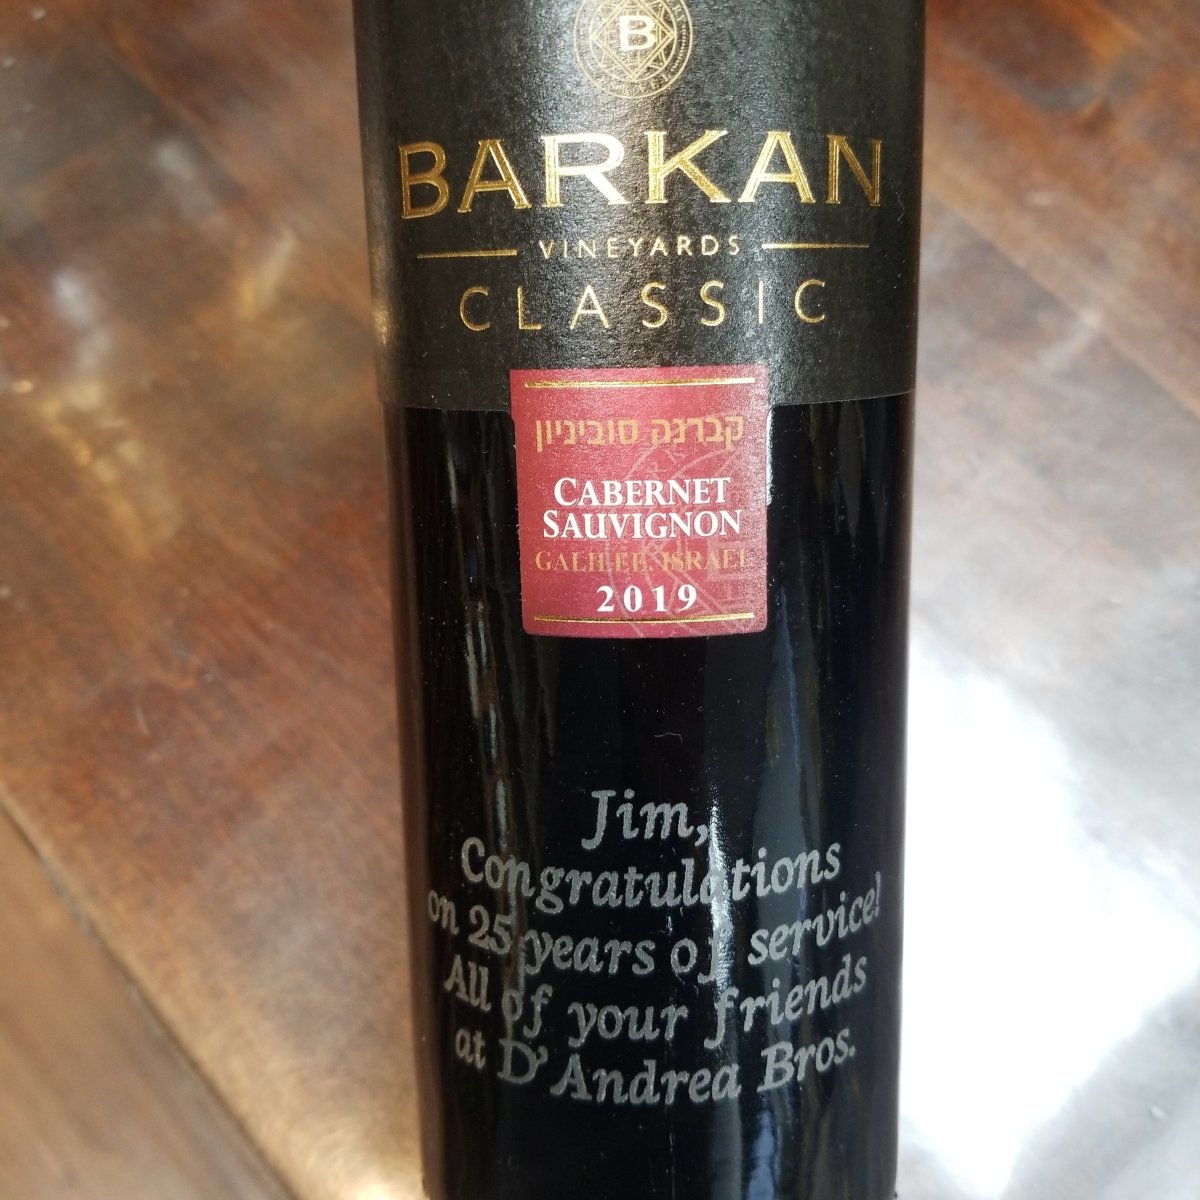 B
BARKAN
VINEYARDS
CLASSIC
קברנה סוביניון
CABERNET
SAUVIGNON
GALILEE, ISRAEL
2019
Jim,
Congratulations
on 25 years of service!
All of your friends
at D'Andrea Bros.